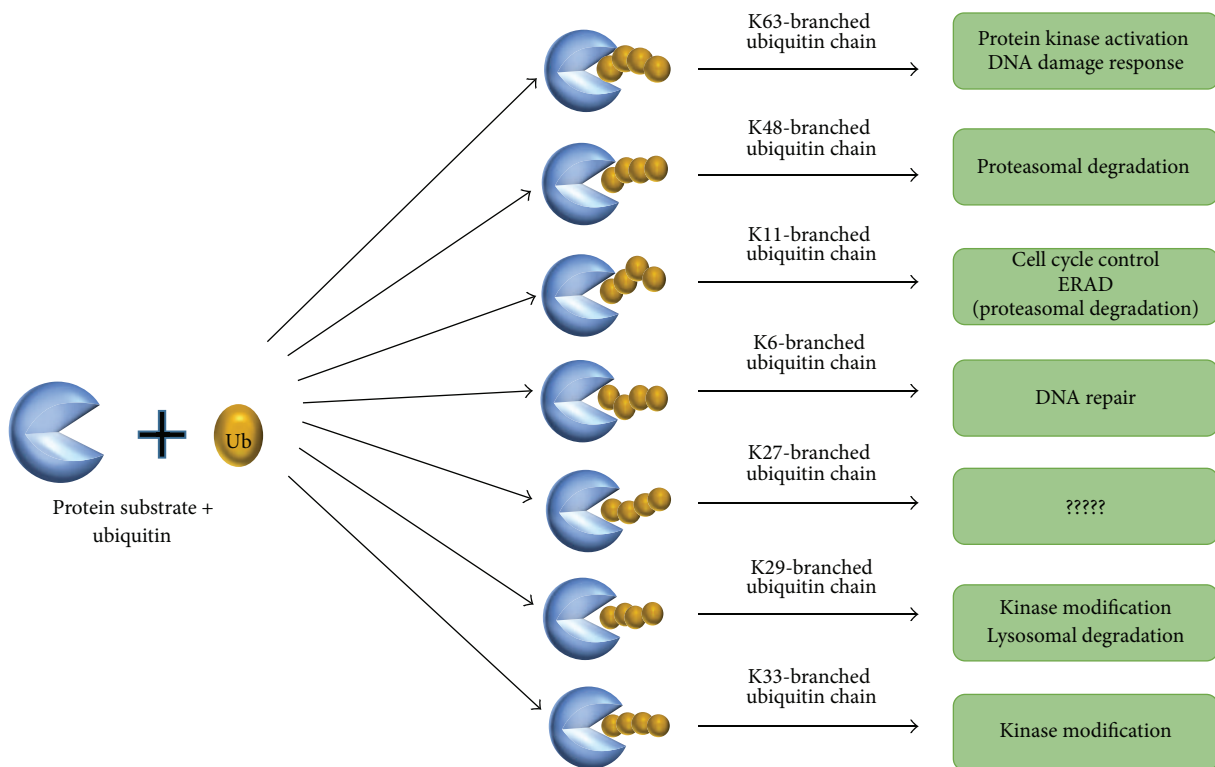 K63-branched
ubiquitin chain
Protein kinase activation
DNA damage response
K48-branched
ubiquitin chain
Proteasomal degradation
K11-branched
ubiquitin chain
Cell cycle control
ERAD
(proteasomal degradation)
K6-branched
ubiquitin chain
DNA repair
Ub
Protein substrate +
ubiquitin
K27-branched
ubiquitin chain
?????
K29-branched
ubiquitin chain
Kinase modification
Lysosomal degradation
K33-branched
ubiquitin chain
Kinase modification